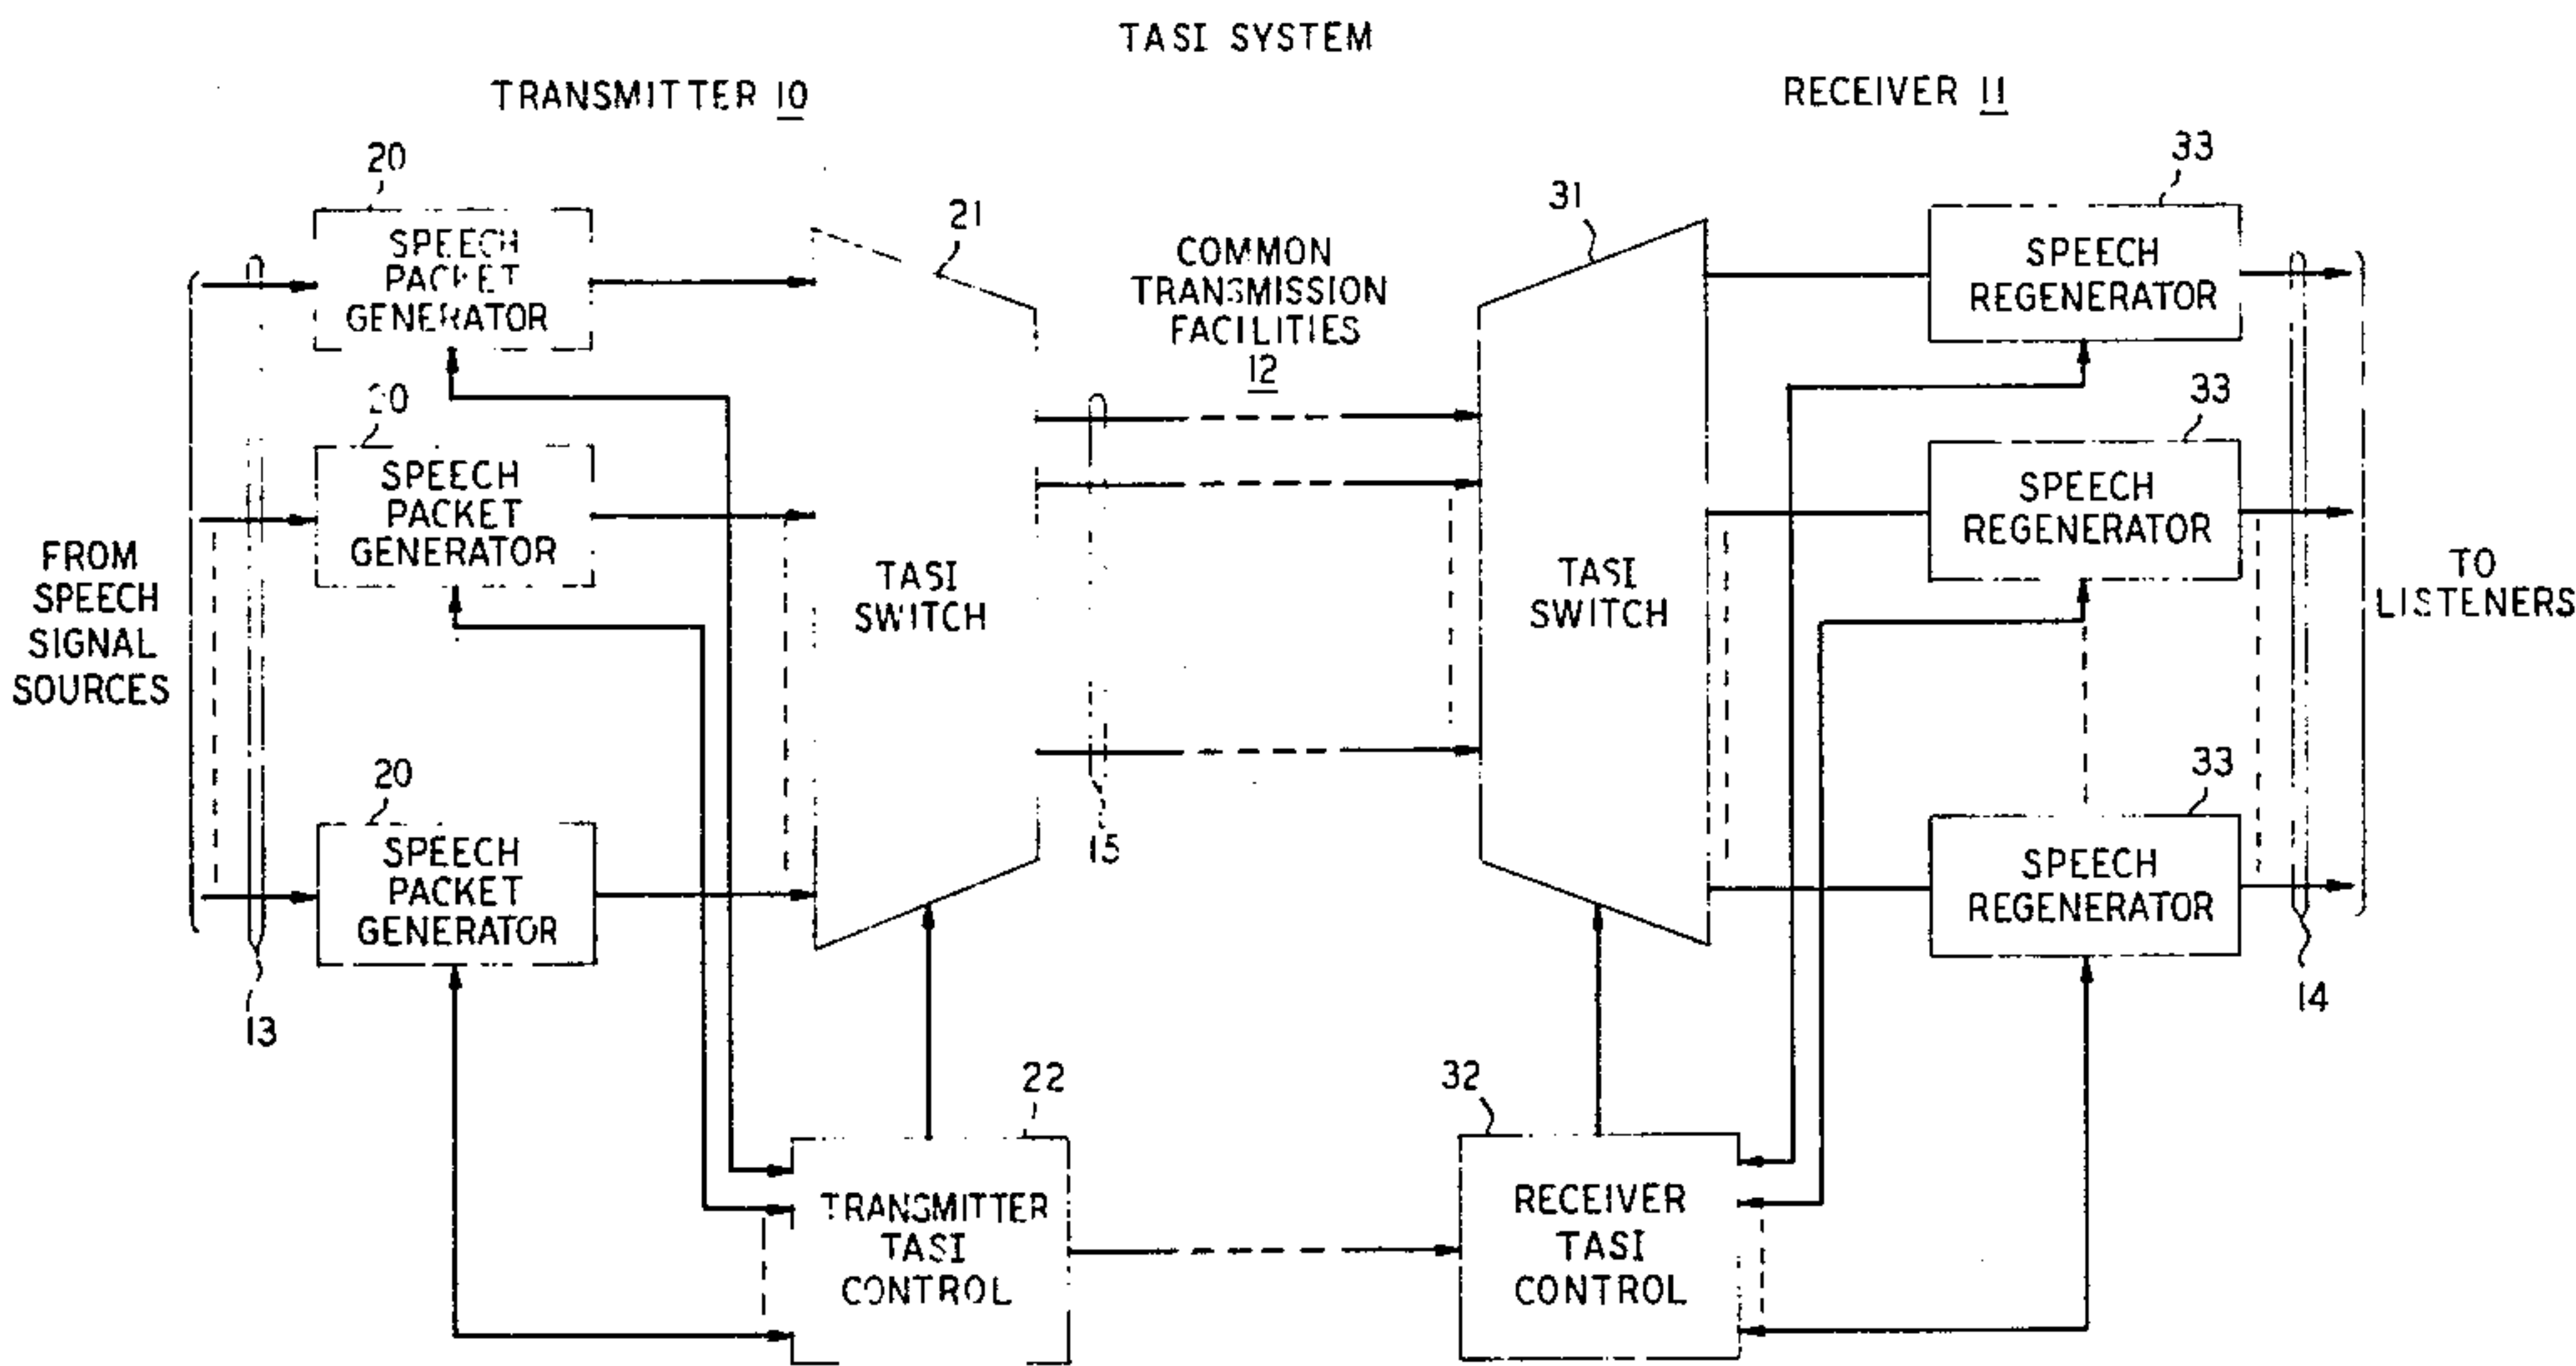 TASI SYSTEM
TRANSMITTER 10
RECEIVER 11
20
SPEECH
PACKET
GENERATOR
20
SPEECH
PACKET
GENERATOR
20
SPEECH
PACKET
GENERATOR
FROM
SPEECH
SIGNAL
SOURCES
13
21
TASI
SWITCH
COMMON
TRANSMISSION
FACILITIES
12
15
31
TASI
SWITCH
33
SPEECH
REGENERATOR
33
SPEECH
REGENERATOR
33
SPEECH
REGENERATOR
TO
LISTENERS
14
22
TRANSMITTER
TASI
CONTROL
32
RECEIVER
TASI
CONTROL